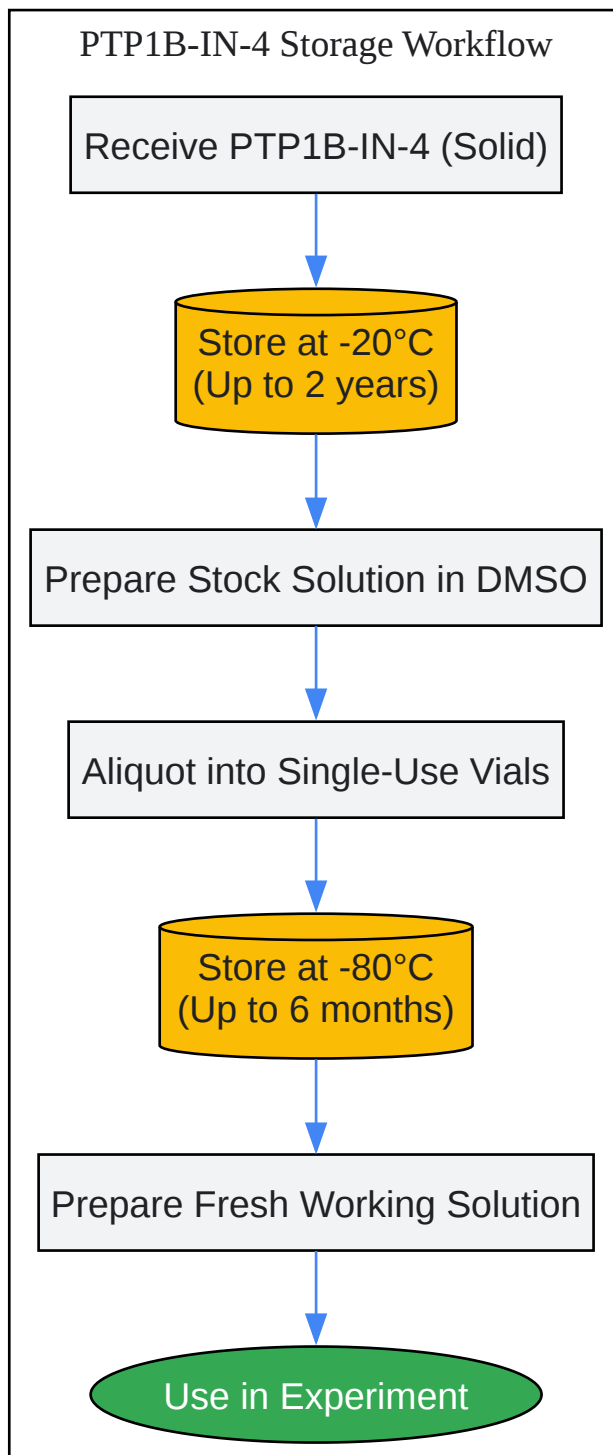 PTP1B-IN-4 Storage Workflow
Receive PTP1B-IN-4 (Solid)
Store at -20°C
(Up to 2 years)
Prepare Stock Solution in DMSO
Aliquot into Single-Use Vials
Store at -80°C
(Up to 6 months)
Prepare Fresh Working Solution
Use in Experiment